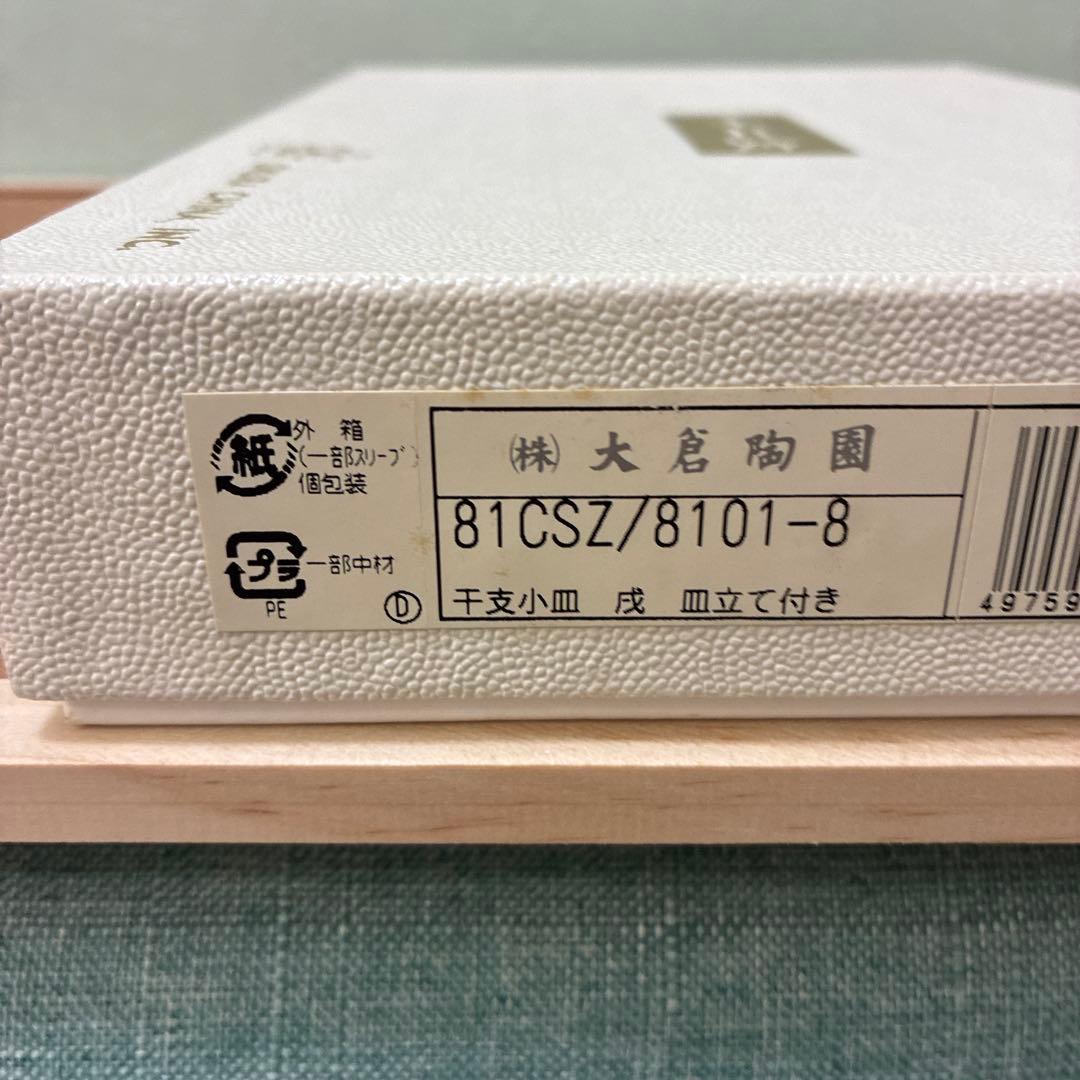 CHINA, INC.
紙
外箱
(一部スリーブ)
個包装
プラ
一部中材
PE
D
㈱大倉陶園
81CSZ/8101-8
干支小皿 戌 皿立て付き
49759